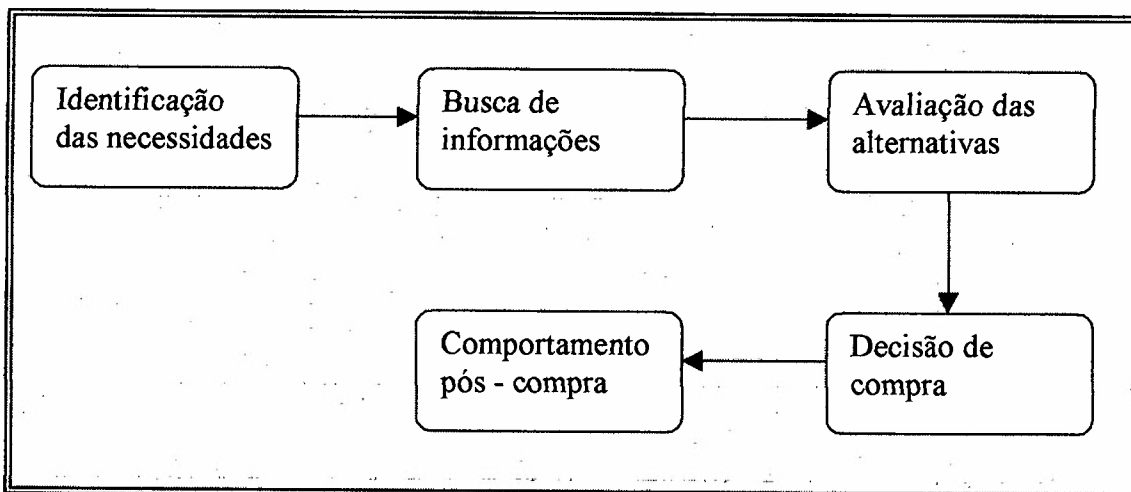 Identificação
das necessidades
Busca de
informações
Avaliação das
alternativas
Decisão de
compra
Comportamento
pós - compra